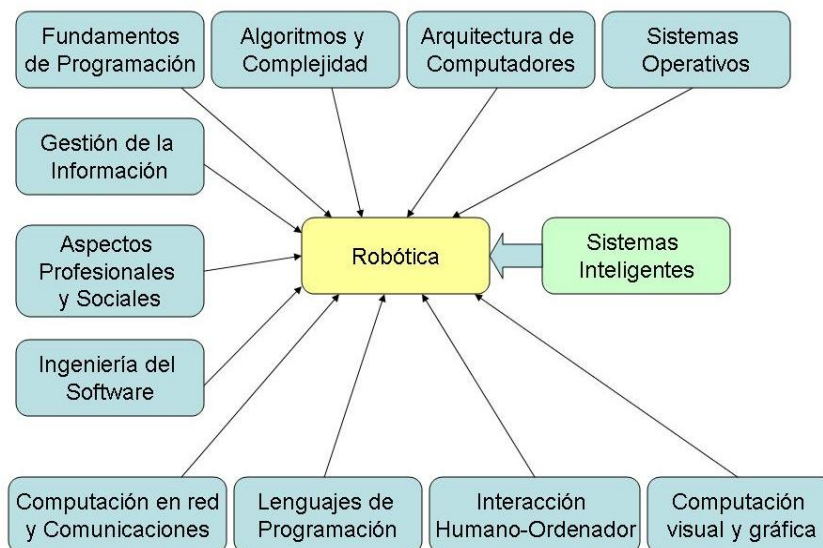 Fundamentos
de Programación
Algoritmos y
Complejidad
Arquitectura de
Computadores
Sistemas
Operativos
Gestión de la
Información
Aspectos
Profesionales
y Sociales
Robótica
Sistemas
Inteligentes
Ingeniería del
Software
Computación en red
y Comunicaciones
Lenguajes de
Programación
Interacción
Humano-Ordenador
Computación
visual y gráfica